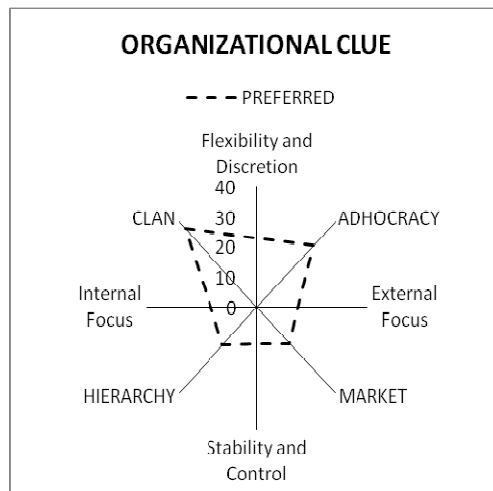 ORGANIZATIONAL CLUE
PREFERRED
Flexibility and
Discretion
40
30
20
10
0
CLAN
ADHOCRACY
Internal
Focus
External
Focus
HIERARCHY
MARKET
Stability and
Control